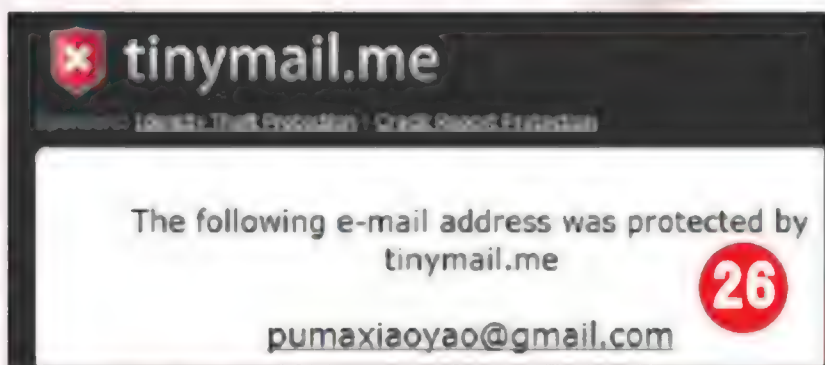 tinymail.me
Identity Theft Protection Credit Report Protection
The following e-mail address was protected by
tinymail.me
26
pumaxiaoyao@gmail.com